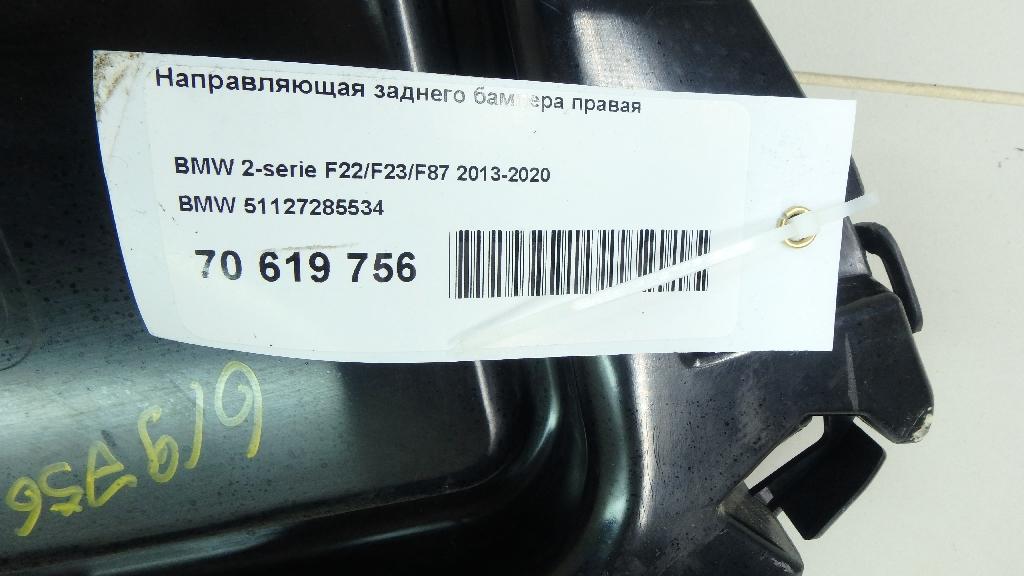 Направляющая заднего бампера правая
BMW 2-serie F22/F23/F87 2013-2020
BMW 51127285534
70 619 756
619756